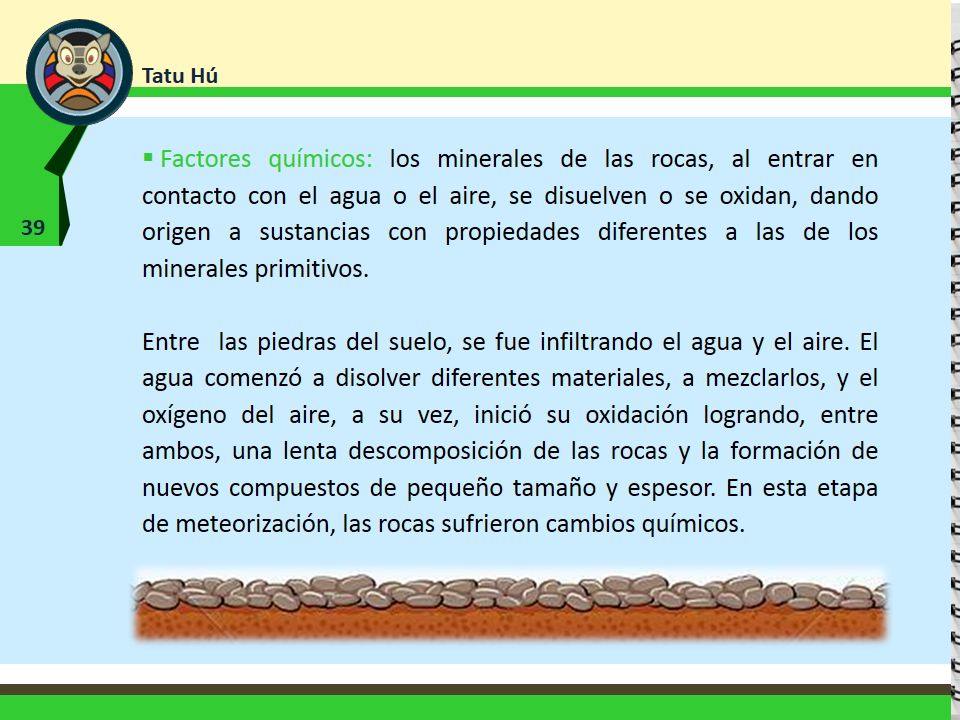 Tatu Hú
▪ Factores químicos: los minerales de las rocas, al entrar en
contacto con el agua o el aire, se disuelven o se oxidan, dando
origen a sustancias con propiedades diferentes a las de los
minerales primitivos.
39
Entre las piedras del suelo, se fue infiltrando el agua y el aire. El
agua comenzó a disolver diferentes materiales, a mezclarlos, y el
oxígeno del aire, a su vez, inició su oxidación logrando, entre
ambos, una lenta descomposición de las rocas y la formación de
nuevos compuestos de pequeño tamaño y espesor. En esta etapa
de meteorización, las rocas sufrieron cambios químicos.